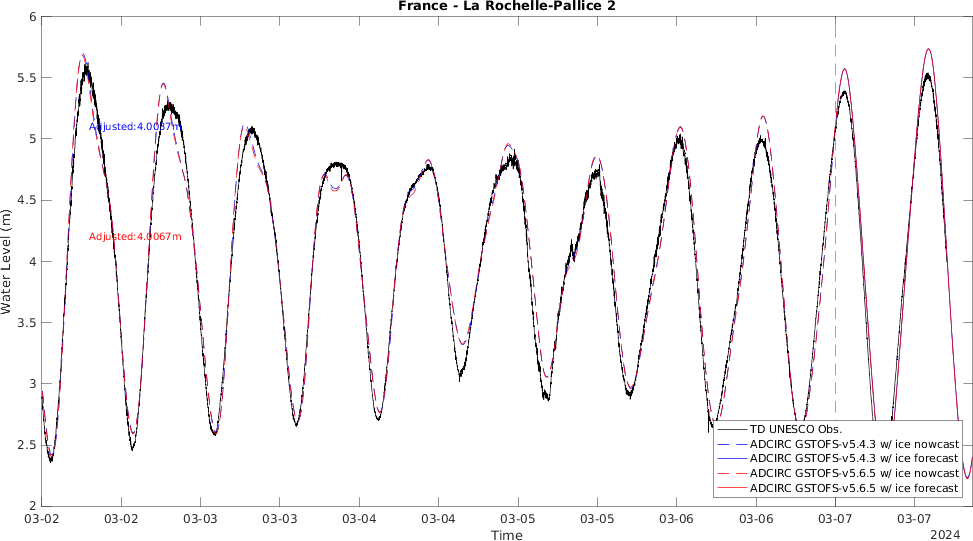 France - La Rochelle-Pallice 2
6
5.5
5
4.5
4
3.5
3
2.5
2
Water Level (m)
Adjusted:4.0037m
Adjusted:4.0067m
TD UNESCO Obs.
ADCIRC GSTOFS-v5.4.3 w/ ice nowcast
ADCIRC GSTOFS-v5.4.3 w/ ice forecast
ADCIRC GSTOFS-v5.6.5 w/ ice nowcast
ADCIRC GSTOFS-v5.6.5 w/ ice forecast
03-02 03-02 03-03 03-03 03-04 03-04 03-05 03-05 03-06 03-06 03-07 03-07
Time
2024